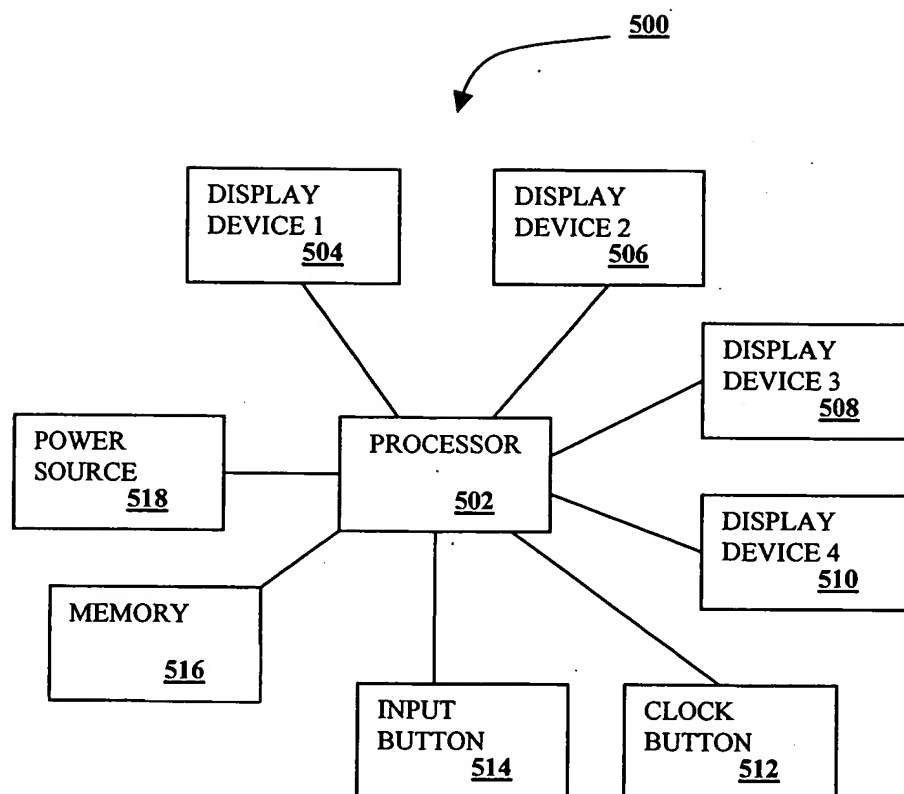 500
DISPLAY
DEVICE 1
504
DISPLAY
DEVICE 2
506
DISPLAY
DEVICE 3
508
POWER
SOURCE
518
PROCESSOR
502
DISPLAY
DEVICE 4
510
MEMORY
516
INPUT
BUTTON
514
CLOCK
BUTTON
512